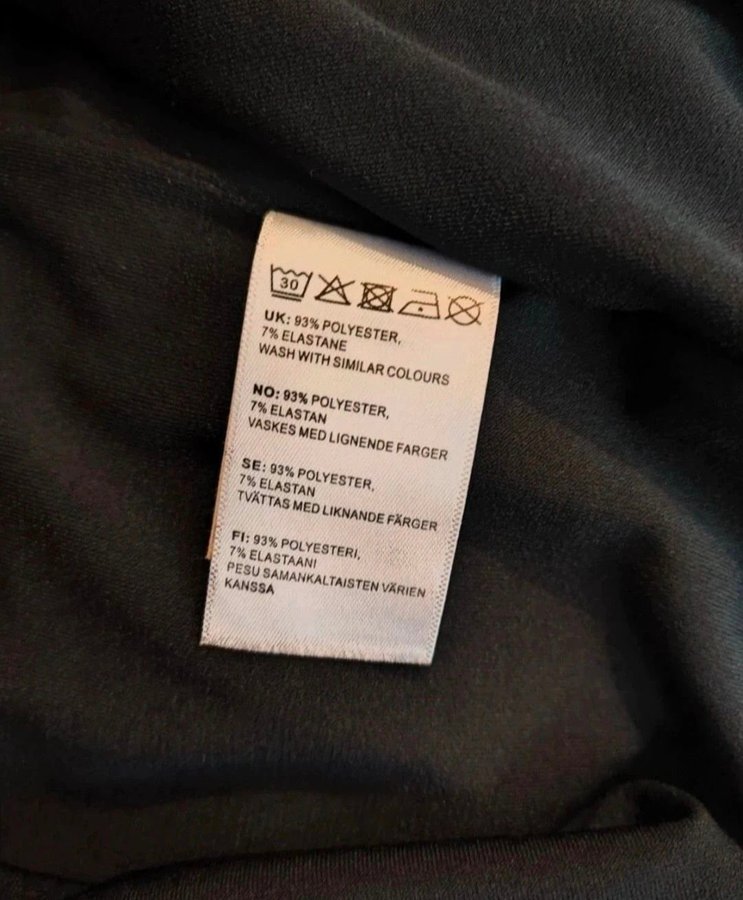 30
UK: 93% POLYESTER,
7% ELASTANE
WASH WITH SIMILAR COLOURS
NO: 93% POLYESTER,
7% ELASTAN
VASKES MED LIGNENDE FARGER
SE: 93% POLYESTER,
7% ELASTAN
TVÄTTAS MED LIKNANDE FÄRGER
FI: 93% POLYESTERI,
7% ELASTAANI
PESU SAMANKALTAISTEN VÄRIEN
KANSSA